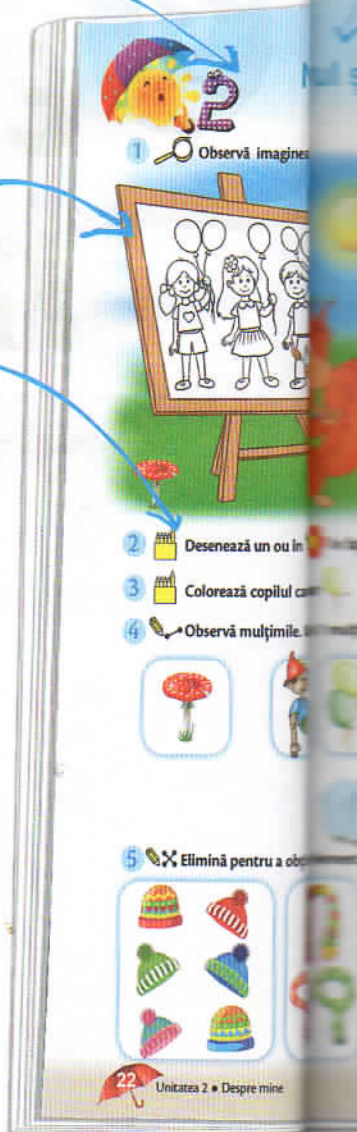 2
1 Observă imaginea
2 Desenează un ou în
3 Colorează copilul
4 Observă mulțimile.
5 Elimină pentru a
22 Unitatea 2 • Despre mine